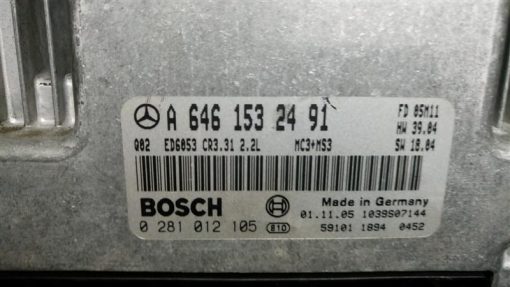 A 646 153 24 91
FD 05M11
HW 39.04
Q02 ED6053 CR3.31 2.2L MC3+MS3 SW 18.04
BOSCH
Made in Germany
01.11.05 1039S07144
0 281 012 105 810 59101 1894 0452